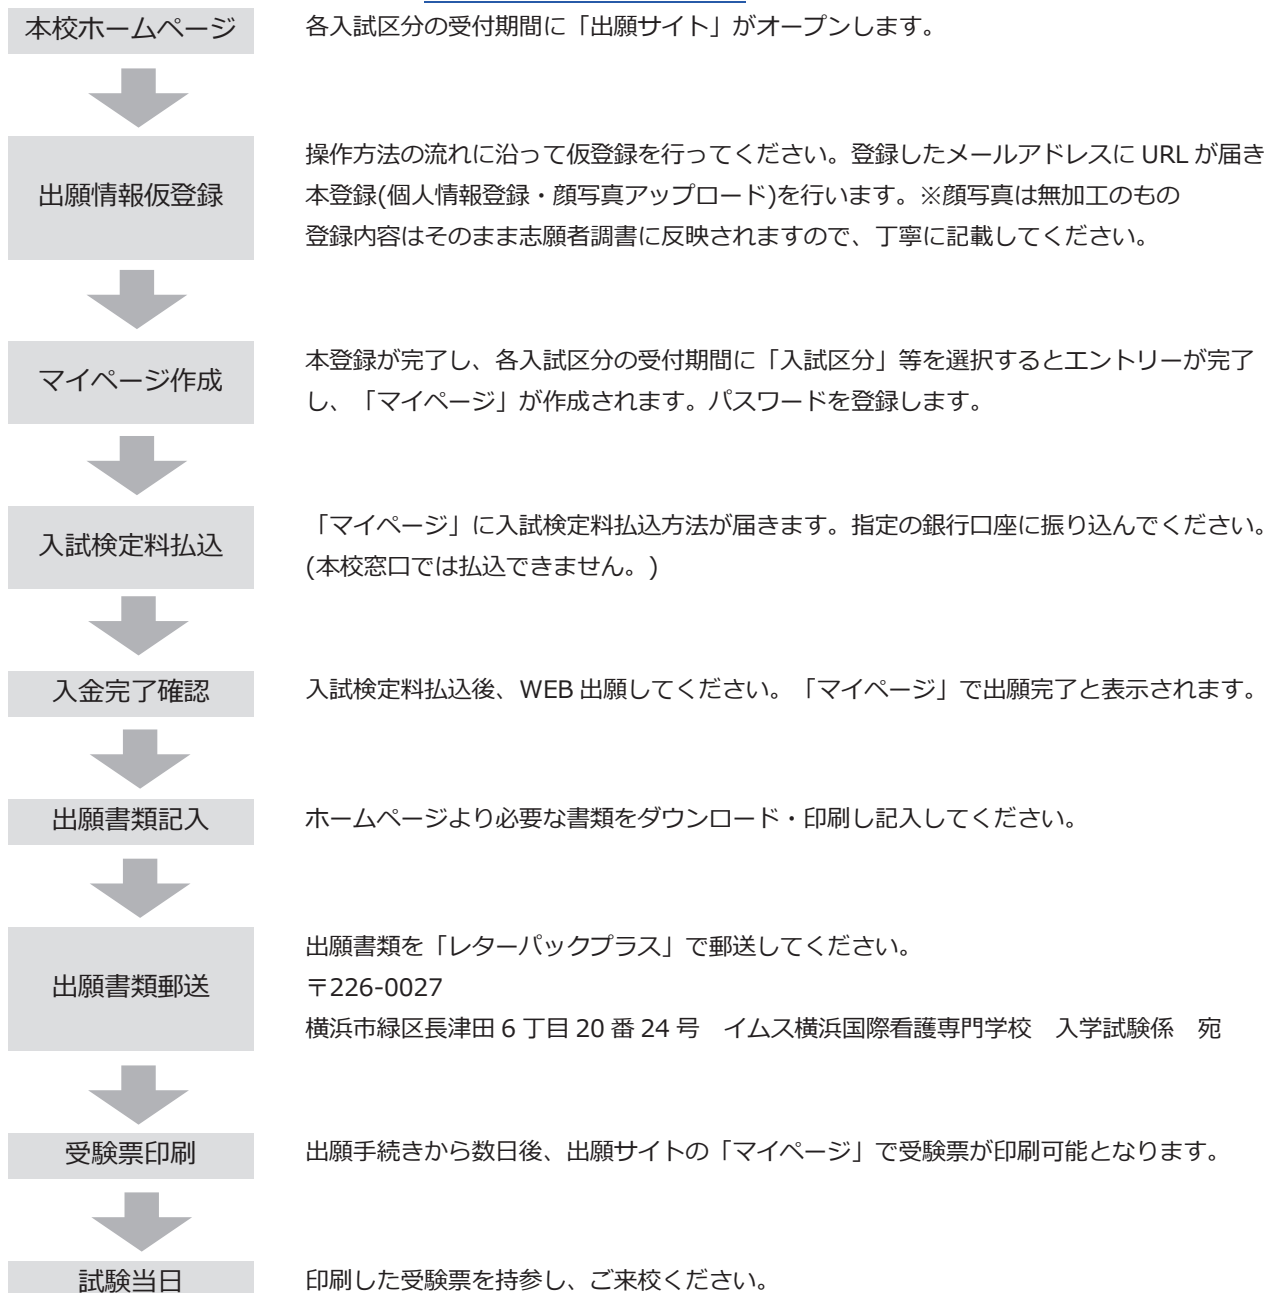 本校ホームページ
各入試区分の受付期間に「出願サイト」がオープンします。
出願情報仮登録
操作方法の流れに沿って仮登録を行ってください。登録したメールアドレスに URL が届き
本登録(個人情報登録・顔写真アップロード)を行います。※顔写真は無加工のもの
登録内容はそのまま志願者調書に反映されますので、丁寧に記載してください。
マイページ作成
本登録が完了し、各入試区分の受付期間に「入試区分」等を選択するとエントリーが完了
し、「マイページ」が作成されます。パスワードを登録します。
入試検定料払込
「マイページ」に入試検定料払込方法が届きます。指定の銀行口座に振り込んでください。
(本校窓口では払込できません。)
入金完了確認
入試検定料払込後、WEB 出願してください。「マイページ」で出願完了と表示されます。
出願書類記入
ホームページより必要な書類をダウンロード・印刷し記入してください。
出願書類郵送
出願書類を「レターパックプラス」で郵送してください。
〒226-0027
横浜市緑区長津田 6 丁目 20 番 24 号　イムス横浜国際看護専門学校　入学試験係　宛
受験票印刷
出願手続きから数日後、出願サイトの「マイページ」で受験票が印刷可能となります。
試験当日
印刷した受験票を持参し、ご来校ください。